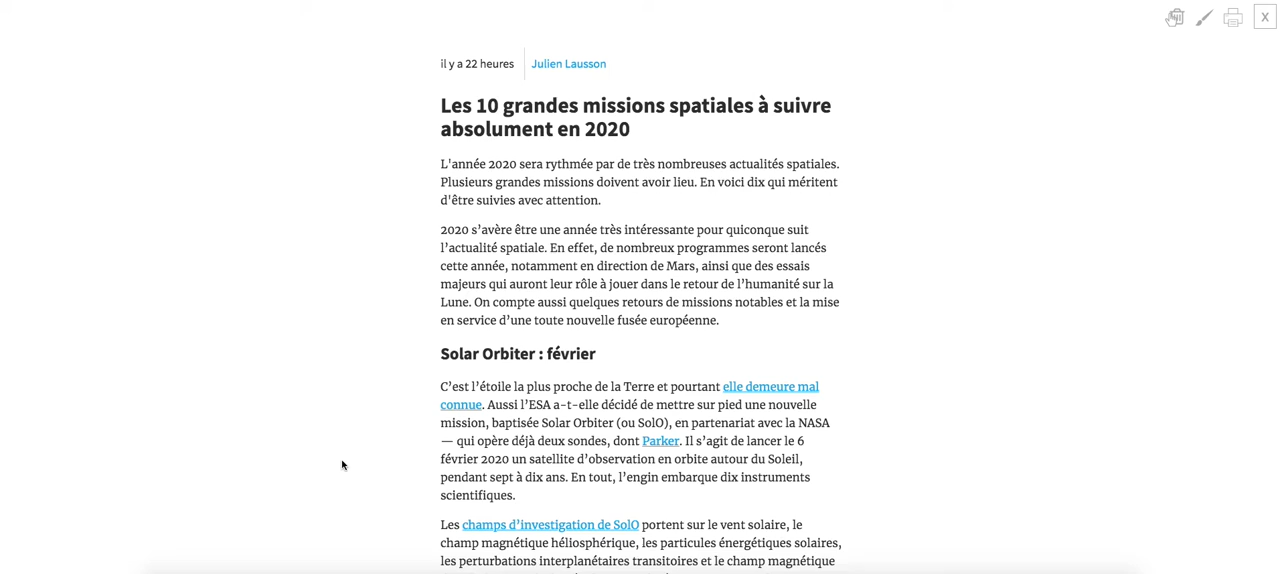 X
il y a 22 heures
Julien Lausson
Les 10 grandes missions spatiales à suivre
absolument en 2020
L'année 2020 sera rythmée par de très nombreuses actualités spatiales.
Plusieurs grandes missions doivent avoir lieu. En voici dix qui méritent
d'être suivies avec attention.
2020 s’avère être une année très intéressante pour quiconque suit
l’actualité spatiale. En effet, de nombreux programmes seront lancés
cette année, notamment en direction de Mars, ainsi que des essais
majeurs qui auront leur rôle à jouer dans le retour de l’humanité sur la
Lune. On compte aussi quelques retours de missions notables et la mise
en service d’une toute nouvelle fusée européenne.
Solar Orbiter : février
C’est l’étoile la plus proche de la Terre et pourtant elle demeure mal
connue. Aussi l’ESA a-t-elle décidé de mettre sur pied une nouvelle
mission, baptisée Solar Orbiter (ou SolO), en partenariat avec la NASA
— qui opère déjà deux sondes, dont Parker. Il s’agit de lancer le 6
février 2020 un satellite d’observation en orbite autour du Soleil,
pendant sept à dix ans. En tout, l’engin embarque dix instruments
scientifiques.
Les champs d’investigation de SolO portent sur le vent solaire, le
champ magnétique héliosphérique, les particules énergétiques solaires,
les perturbations interplanétaires transitoires et le champ magnétique